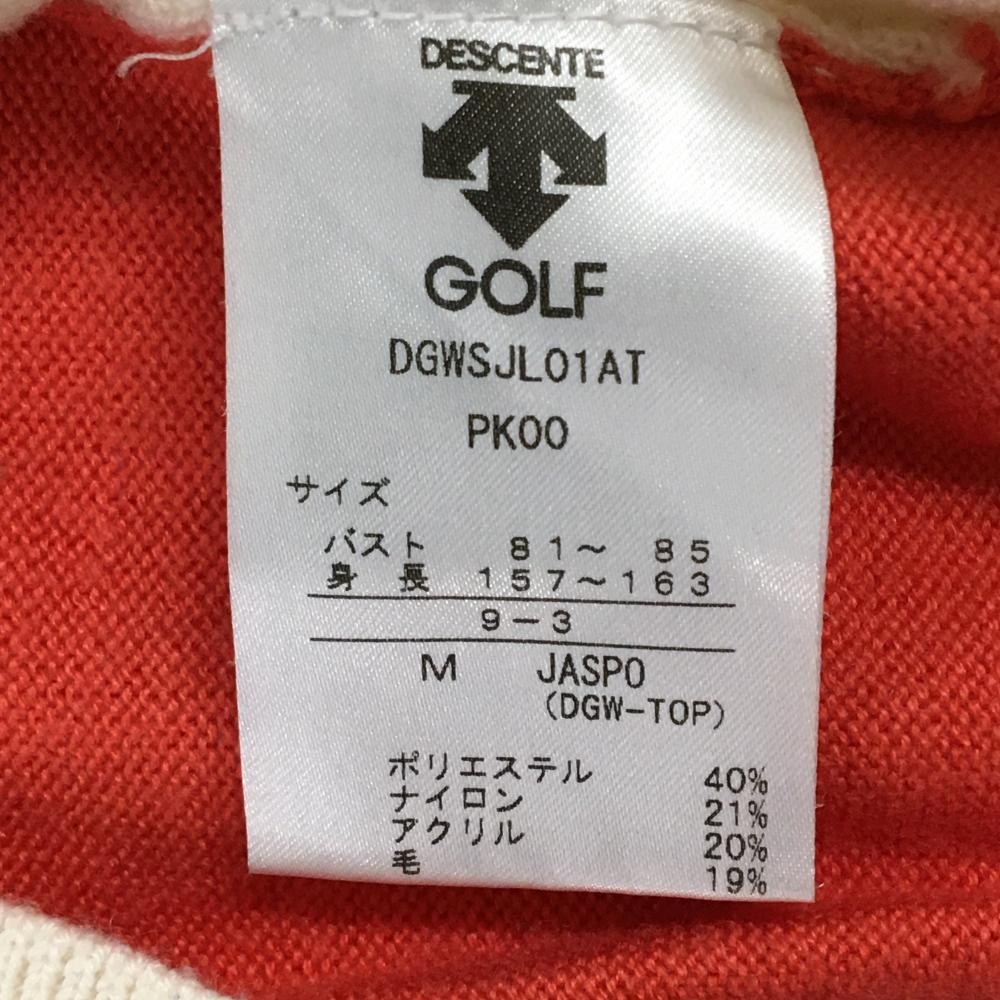 DESCENTE
GOLF
DGWSJL01AT
PK00
サイズ
バスト 81〜 85
身 長 157〜163
9-3
M JASPO
(DGW-TOP)
ポリエステル 40%
ナイロン 21%
アクリル 20%
毛 19%